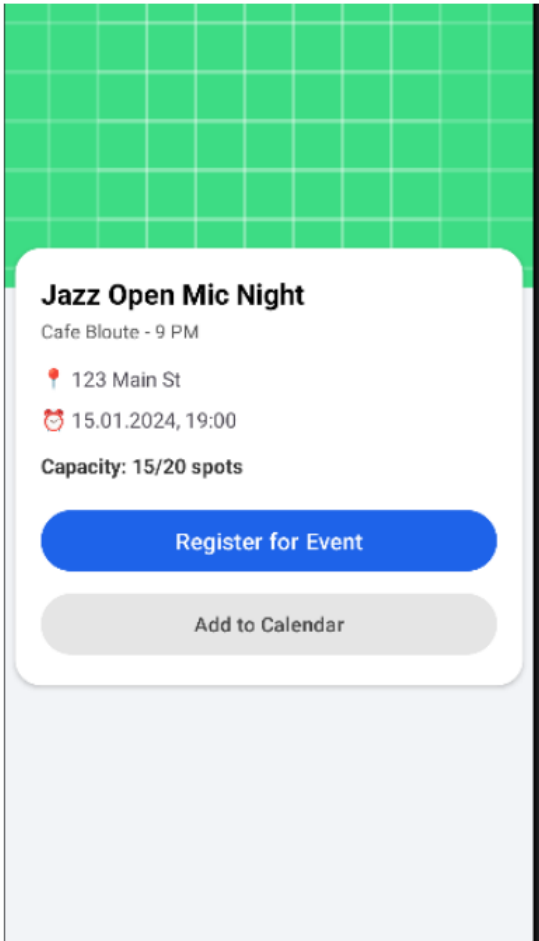 Jazz Open Mic Night
Cafe Bloute - 9 PM
📍 123 Main St
⏰ 15.01.2024, 19:00
Capacity: 15/20 spots
Register for Event
Add to Calendar